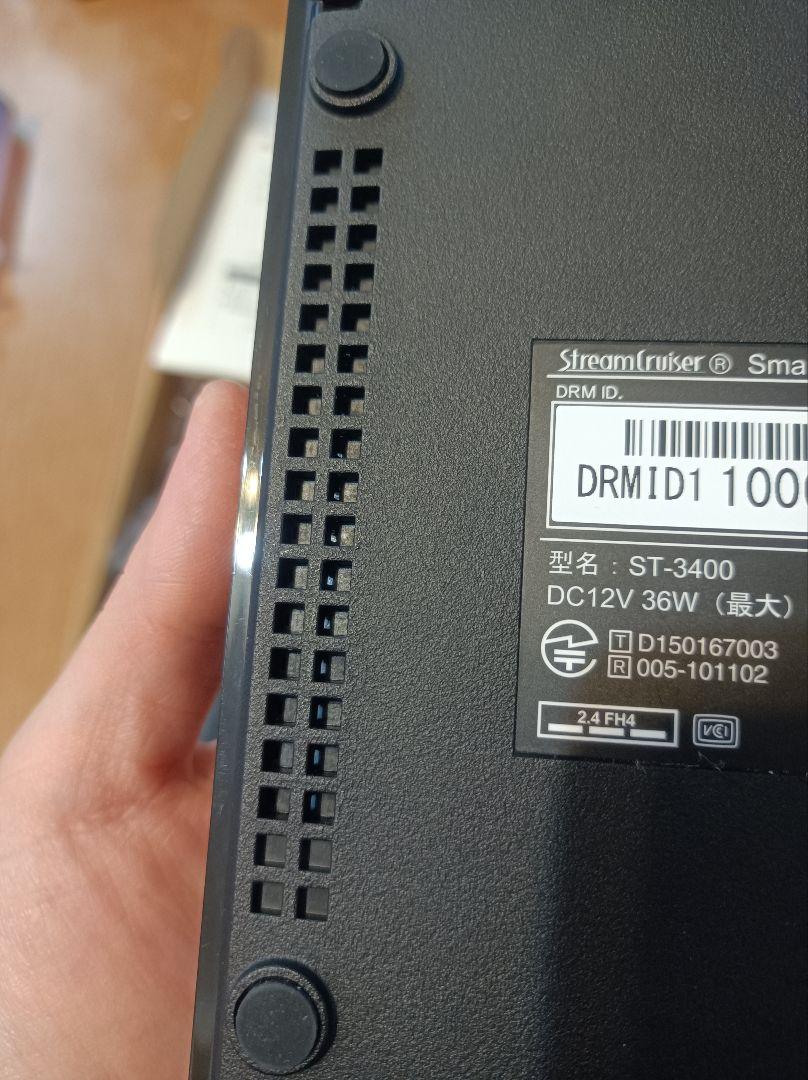 StreamCruiser ® Sma
DRM ID.
DRMID1 100
型名：ST-3400
DC12V 36W（最大）
T D150167003
R 005-101102
2.4 FH4
VCCI